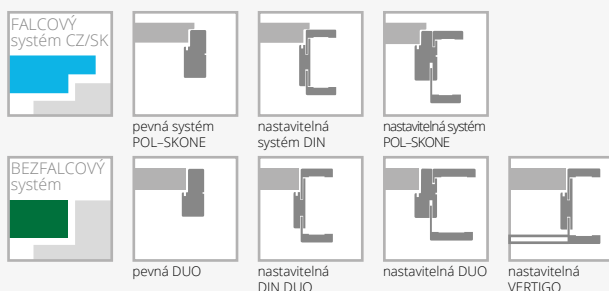 FALCOVÝ
systém CZ/SK
pevná systém
POL–SKONE
nastavitelná
systém DIN
nastavitelná systém
POL–SKONE
BEZFALCOVÝ
systém
pevná DUO
nastavitelná
DIN DUO
nastavitelná DUO
nastavitelná
VERTIGO